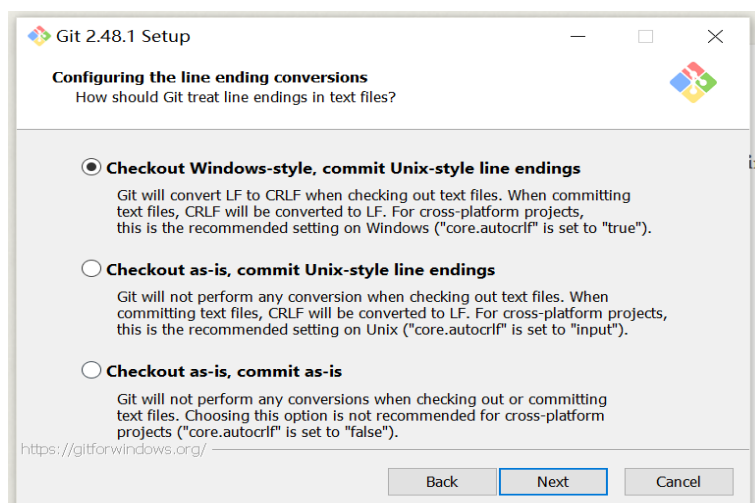 Git 2.48.1 Setup
Configuring the line ending conversions
How should Git treat line endings in text files?
Checkout Windows-style, commit Unix-style line endings
Git will convert LF to CRLF when checking out text files. When committing
text files, CRLF will be converted to LF. For cross-platform projects,
this is the recommended setting on Windows ("core.autocrlf" is set to "true").
Checkout as-is, commit Unix-style line endings
Git will not perform any conversion when checking out text files. When
committing text files, CRLF will be converted to LF. For cross-platform projects,
this is the recommended setting on Unix ("core.autocrlf" is set to "input").
Checkout as-is, commit as-is
Git will not perform any conversions when checking out or committing
text files. Choosing this option is not recommended for cross-platform
projects ("core.autocrlf" is set to "false").
https://gitforwindows.org/
Back Next Cancel